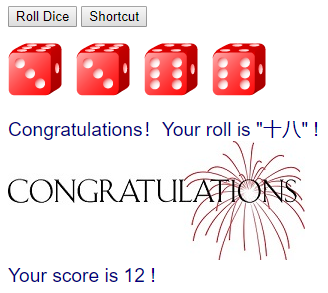 Roll Dice Shortcut
Congratulations！Your roll is "十八" !
CONGRATULATIONS
Your score is 12 !